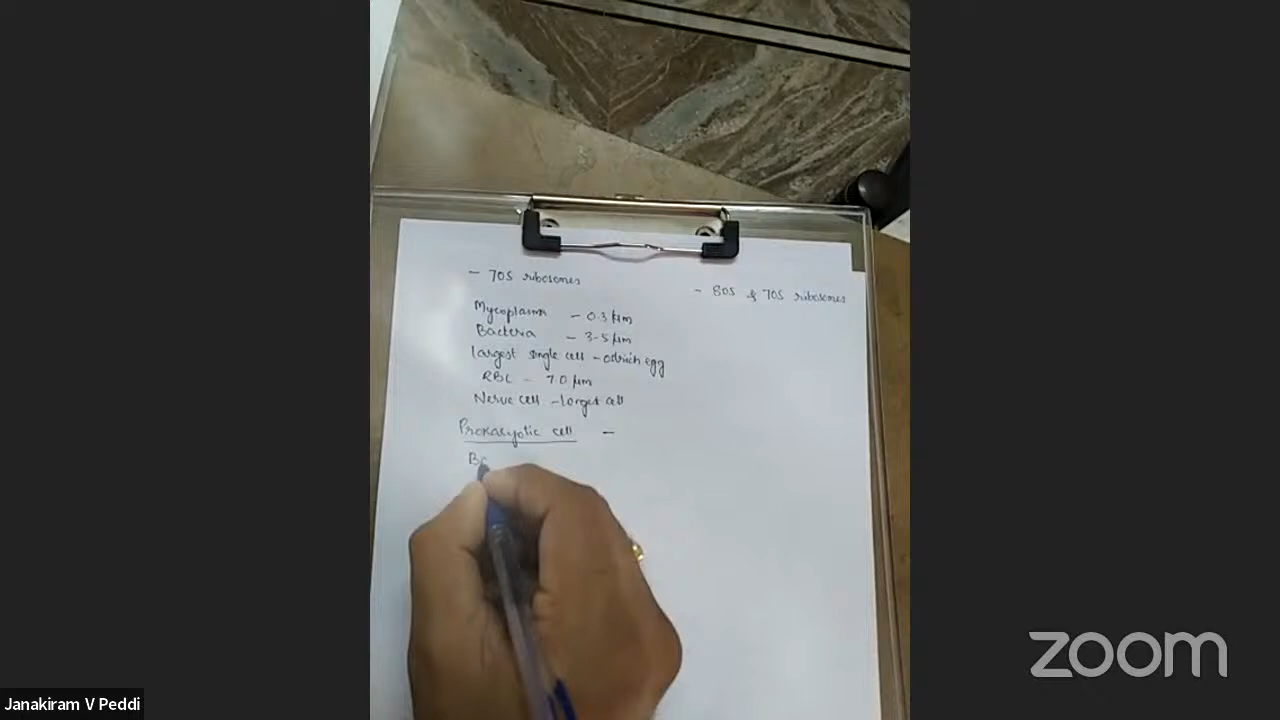 - 70S ribosomes
- 80S & 70S ribosomes
Mycoplasma - 0.3 μm
Bacteria - 3-5 μm
largest single cell - ostrich egg
RBC - 7.0 μm
Nerve cell - longest cell
Prokaryotic cell -
Ba
Janakiram V Peddi
zoom